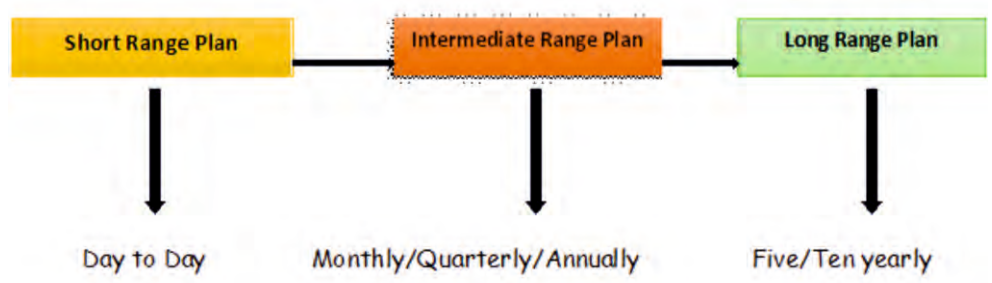 Short Range Plan
Intermediate Range Plan
Long Range Plan
Day to Day
Monthly/Quarterly/Annually
Five/Ten yearly